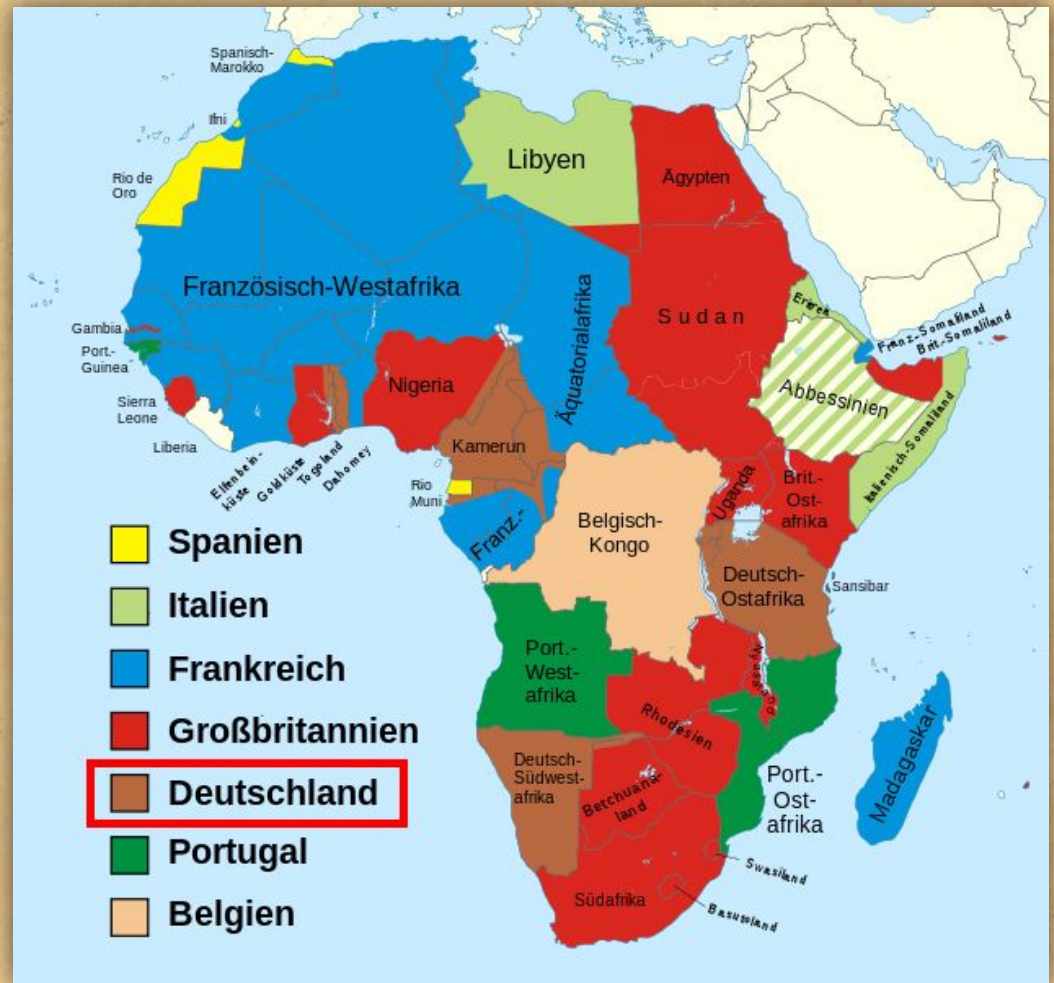 Spanisch-
Marokko
Ifni
Rio de
Oro
Libyen
Ägypten
Französisch-Westafrika
Äquatorialafrika
Sudan
Eritrea
Franz.-Somaliland
Brit.-Somaliland
Gambia
Port.-
Guinea
Sierra
Leone
Liberia
Elfenbein-
küste
Goldküste
Togoland
Dahomey
Nigeria
Kamerun
Rio
Muni
Franz.-
Abbessinien
Italienisch-Somaliland
Uganda
Brit.-
Ost-
afrika
Belgisch-
Kongo
Deutsch-
Ostafrika
Sansibar
Port.-
West-
afrika
Rhodesien
Nyassaland
Madagaskar
Port.-
Ost-
afrika
Deutsch-
Südwest-
afrika
Betchuana-
land
Südafrika
Swasiland
Basutoland
Spanien
Italien
Frankreich
Großbritannien
Deutschland
Portugal
Belgien